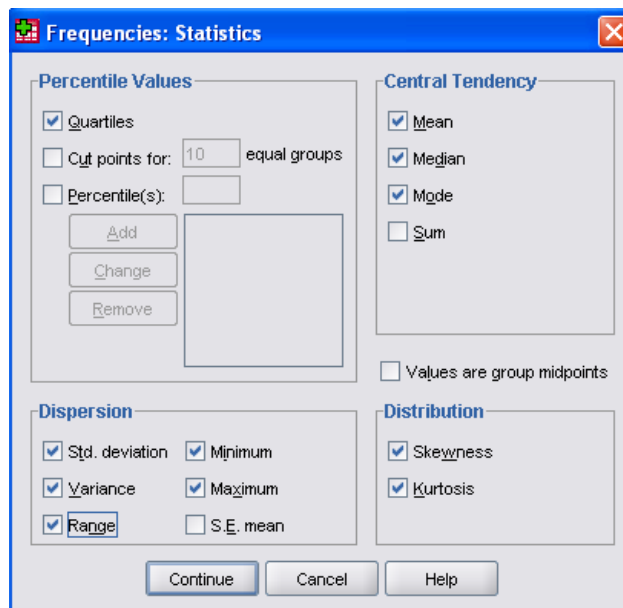 Frequencies: Statistics
Percentile Values
Quartiles
Cut points for: 10 equal groups
Percentile(s):
Add
Change
Remove
Central Tendency
Mean
Median
Mode
Sum
Values are group midpoints
Dispersion
Std. deviation Minimum
Variance Maximum
Range S.E. mean
Distribution
Skewness
Kurtosis
Continue Cancel Help